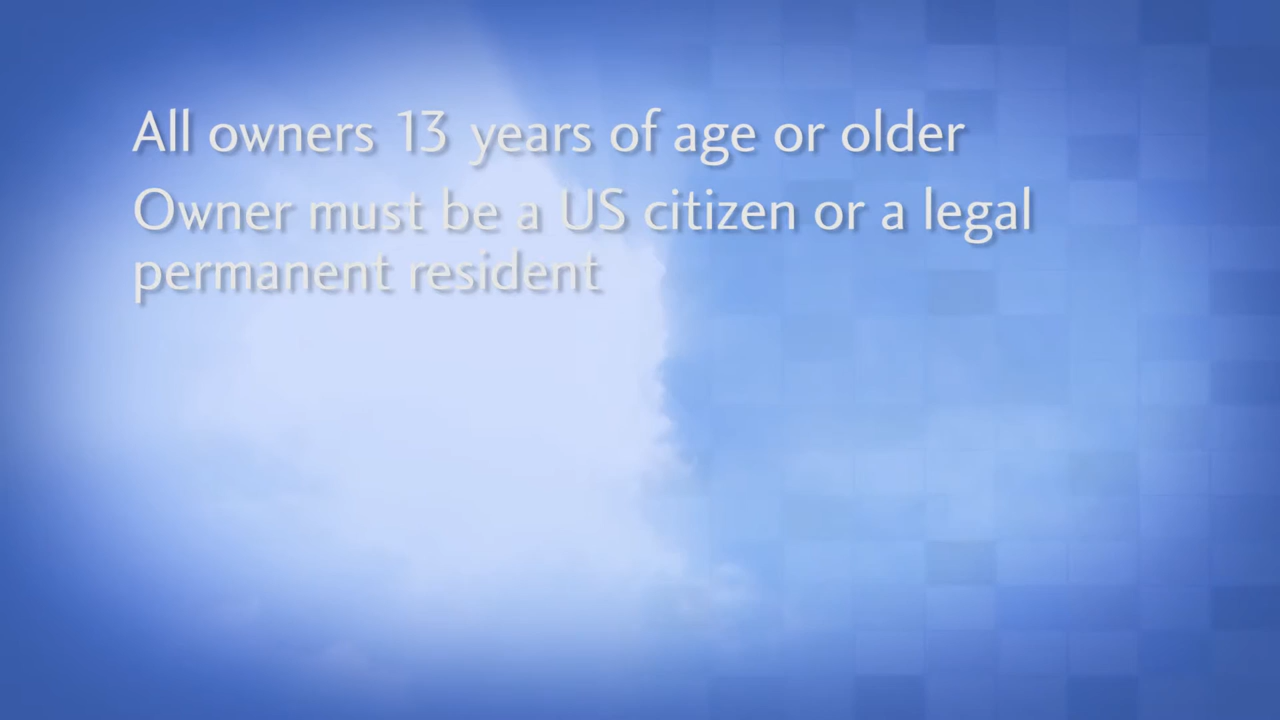 All owners 13 years of age or older
Owner must be a US citizen or a legal
permanent resident